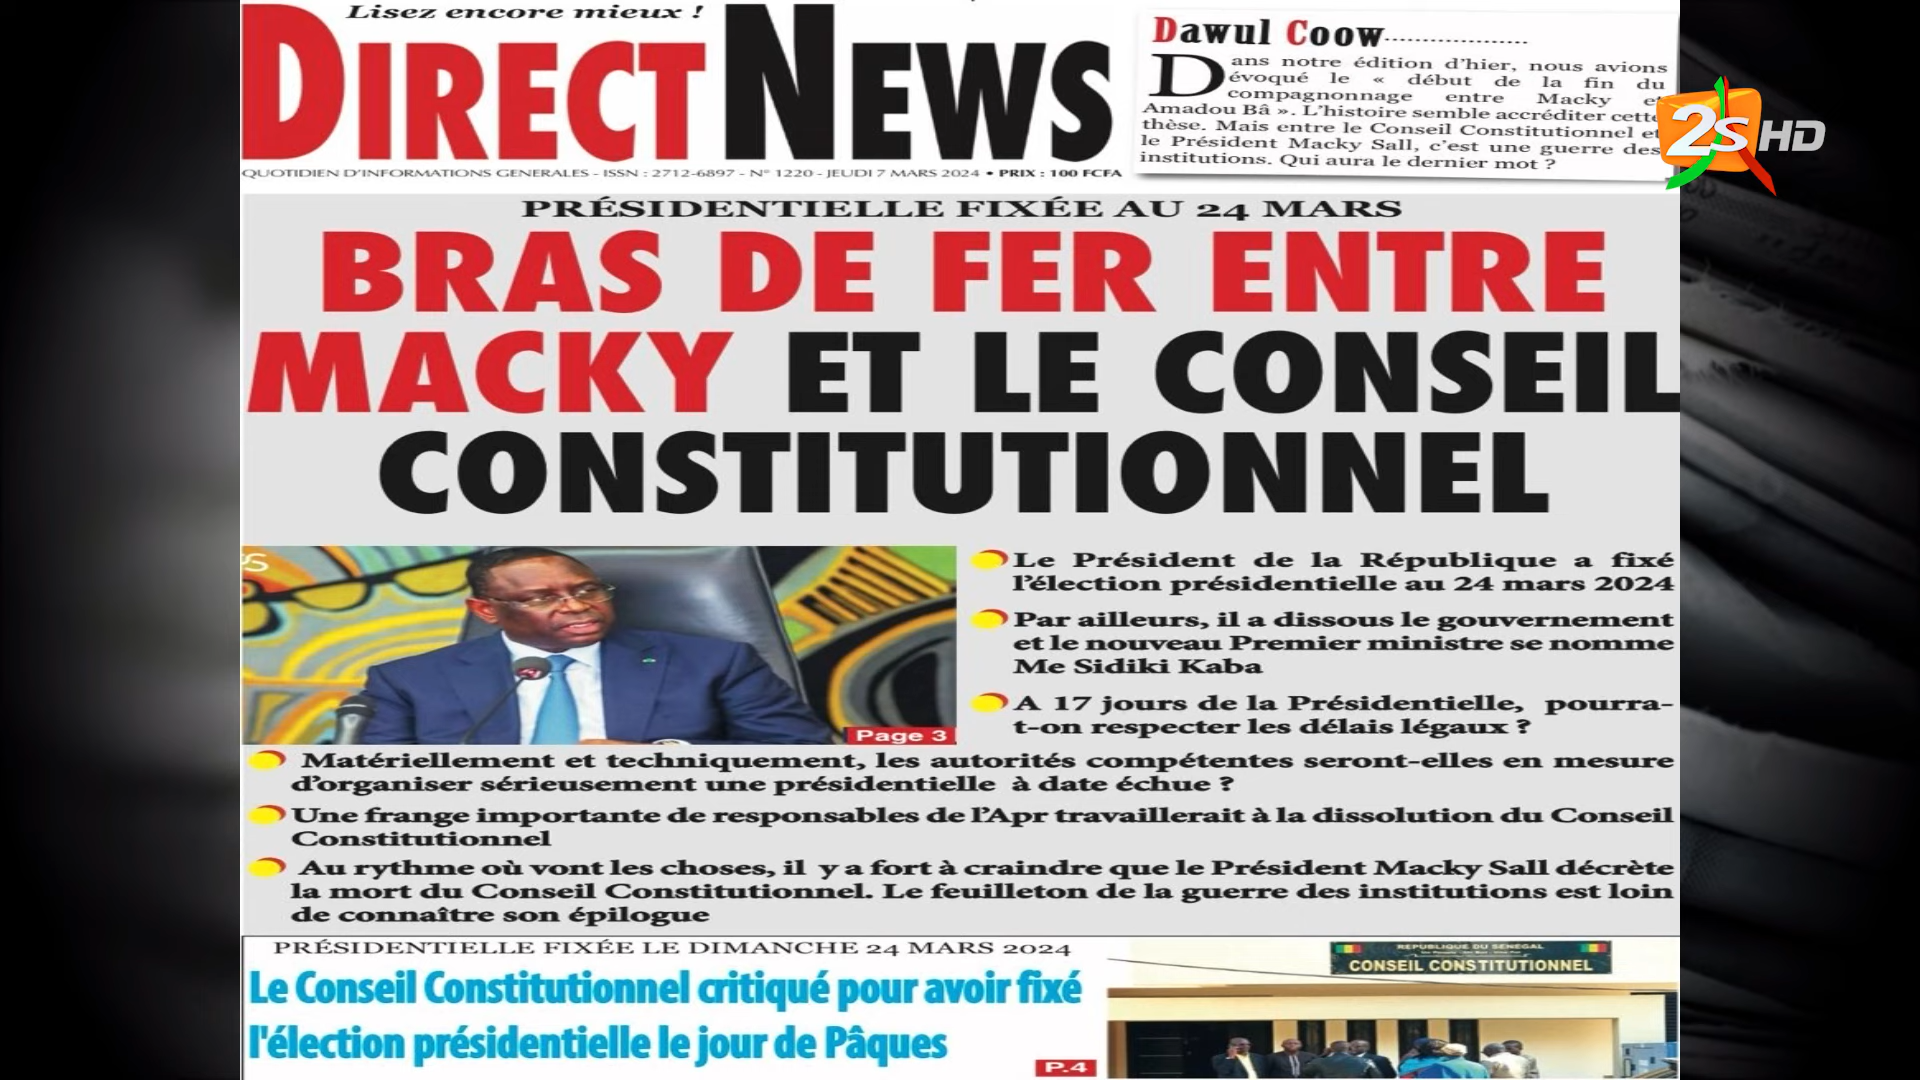 Lisez encore mieux !
DIRECT NEWS
QUOTIDIEN D'INFORMATIONS GENERALES - ISSN : 2712-6897 - N° 1220 - JEUDI 7 MARS 2024 • PRIX : 100 FCFA
Dawul Coow
Dans notre édition d'hier, nous avions
évoqué le « début de la fin du
compagnonnage entre Macky et
Amadou Bâ ». L'histoire semble accréditer cette
thèse. Mais entre le Conseil Constitutionnel et
le Président Macky Sall, c'est une guerre des
institutions. Qui aura le dernier mot ?
2S HD
PRÉSIDENTIELLE FIXÉE AU 24 MARS
BRAS DE FER ENTRE
MACKY ET LE CONSEIL
CONSTITUTIONNEL
Page 3
Le Président de la République a fixé
l'élection présidentielle au 24 mars 2024
Par ailleurs, il a dissous le gouvernement
et le nouveau Premier ministre se nomme
Me Sidiki Kaba
A 17 jours de la Présidentielle, pourra-
t-on respecter les délais légaux ?
Matériellement et techniquement, les autorités compétentes seront-elles en mesure
d'organiser sérieusement une présidentielle à date échue ?
Une frange importante de responsables de l'Apr travaillerait à la dissolution du Conseil
Constitutionnel
Au rythme où vont les choses, il y a fort à craindre que le Président Macky Sall décrète
la mort du Conseil Constitutionnel. Le feuilleton de la guerre des institutions est loin
de connaître son épilogue
PRÉSIDENTIELLE FIXÉE LE DIMANCHE 24 MARS 2024
Le Conseil Constitutionnel critiqué pour avoir fixé
l'élection présidentielle le jour de Pâques
P.4
REPUBLIQUE DU SENEGAL
CONSEIL CONSTITUTIONNEL